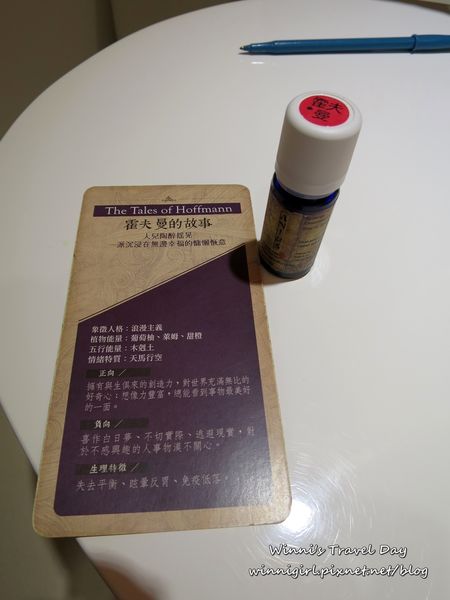 霍夫
曼
The Tales of Hoffmann
霍夫曼的故事
人兒陶醉搖晃
派沉浸在無邊幸福的慵懶愜意
象徵人格：浪漫主義
植物能量：葡萄柚、萊姆、甜橙
五行能量：木剋土
情緒特質：天馬行空
正向
擁有與生俱來的創造力，對世界充滿無比的
好奇心；想像力豐富，總能看到事物最美好
的一面。
負向
喜作白日夢、不切實際、逃避現實，對
於不感興趣的人事物漠不關心。
生理特徵
失去平衡、眩暈反胃、免疫低落。
Winni's Travel Day
winnigirl.pixnet.net/blog